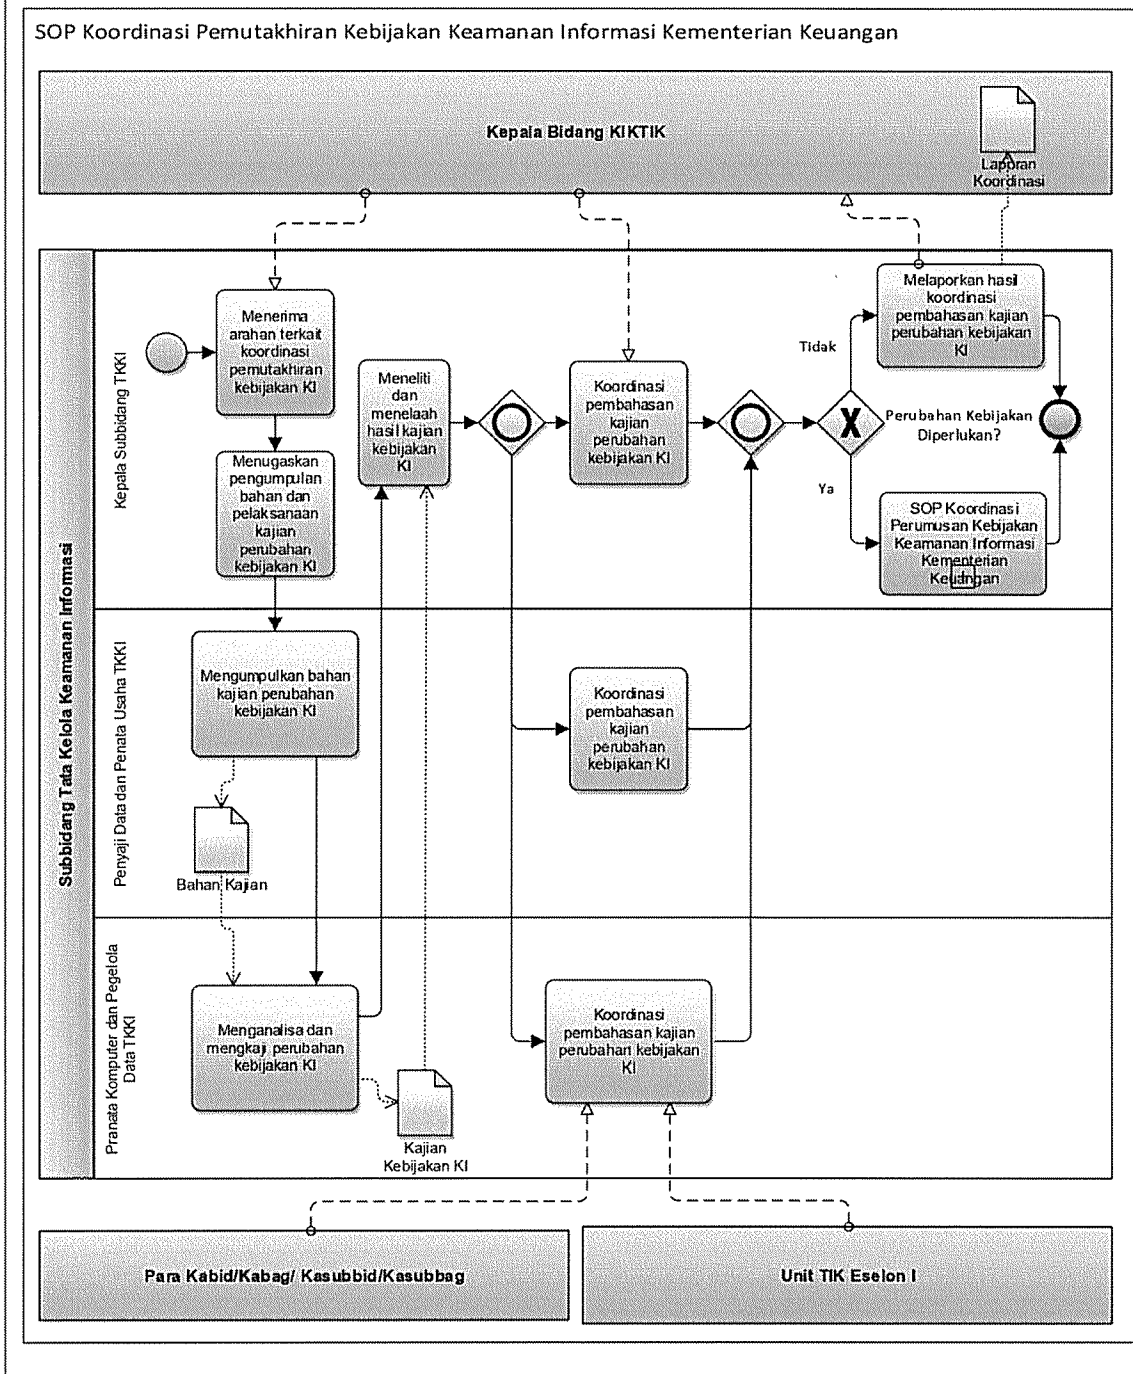 SOP Koordinasi Pemutakhiran Kebijakan Keamanan Informasi Kementerian Keuangan
Kepala Bidang KIKTIK
Laporan
Koordinasi
Subbidang Tata Kelola Keamanan Informasi
Kepala Subbidang TKKI
Menerima
arahan terkait
koordinasi
pemutakhiran
kebijakan KI
Menugaskan
pengumpulan
bahan dan
pelaksanaan
kajian
perubahan
kebijakan KI
Meneliti
dan
menelaah
hasil kajian
kebijakan
KI
Koordinasi
pembahasan
kajian
perubahan
kebijakan KI
Tidak
Melaporkan hasil
koordinasi
pembahasan kajian
perubahan kebijakan
KI
X
Perubahan Kebijakan
Diperlukan?
Ya
SOP Koordinasi
Perumusan Kebijakan
Keamanan Informasi
Kementerian
Keuangan
Penyaji Data dan Penata Usaha TKKI
Mengumpulkan bahan
kajian perubahan
kebijakan KI
Bahan Kajian
Koordinasi
pembahasan
kajian
perubahan
kebijakan KI
Pranata Komputer dan Pegelola
Data TKKI
Menganalisa dan
mengkaji perubahan
kebijakan KI
Kajian
Kebijakan KI
Koordinasi
pembahasan kajian
perubahan kebijakan
KI
Para Kabid/Kabag/ Kasubbid/Kasubbag
Unit TIK Eselon I